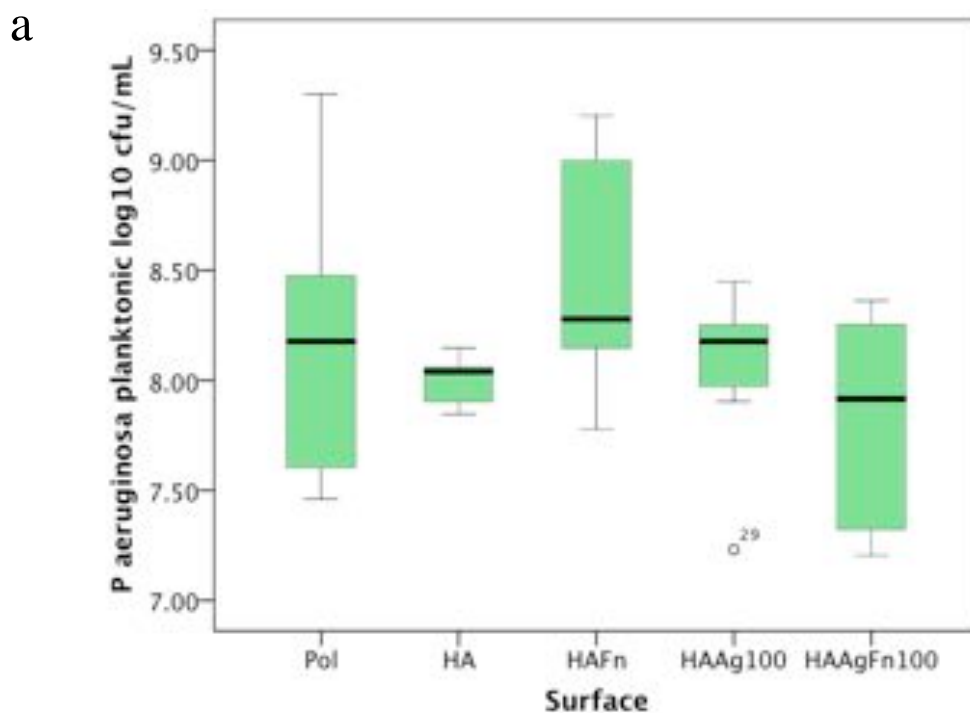 a
P aeruginosa planktonic log10 cfu/mL
9.50
9.00
8.50
8.00
7.50
7.00
29
Pol HA HAFn HAAg100 HAAgFn100
Surface